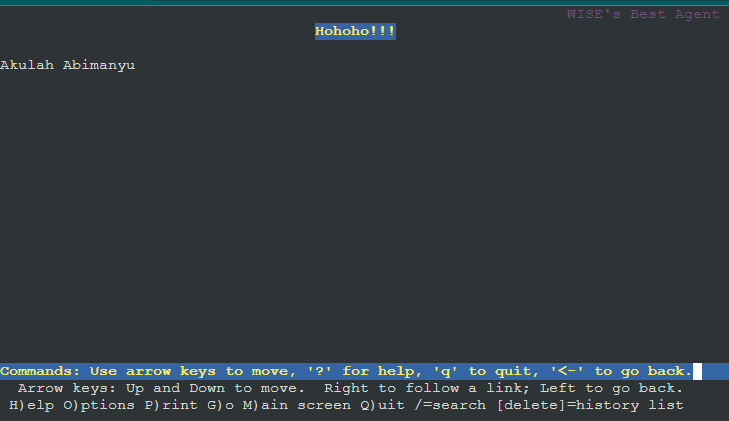 WISE's Best Agent
Hohoho!!!
Akulah Abimanyu
Commands: Use arrow keys to move, '?' for help, 'q' to quit, '<-' to go back.
Arrow keys: Up and Down to move.  Right to follow a link; Left to go back.
H)elp O)ptions P)rint G)o M)ain screen Q)uit /=search [delete]=history list